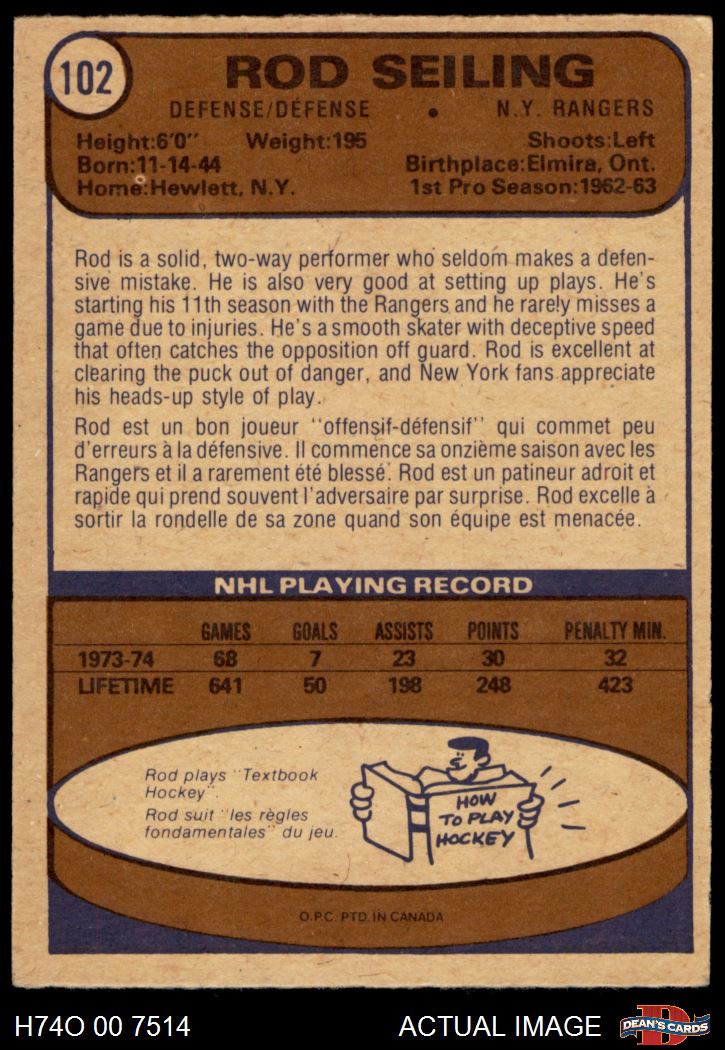 102
ROD SEILING
DEFENSE/DÉFENSE • N.Y. RANGERS
Height:6'0" Weight:195 Shoots:Left
Born:11-14-44 Birthplace:Elmira, Ont.
Home:Hewlett, N.Y. 1st Pro Season:1962-63
Rod is a solid, two-way performer who seldom makes a defen-
sive mistake. He is also very good at setting up plays. He's
starting his 11th season with the Rangers and he rarely misses a
game due to injuries. He's a smooth skater with deceptive speed
that often catches the opposition off guard. Rod is excellent at
clearing the puck out of danger, and New York fans appreciate
his heads-up style of play.
Rod est un bon joueur "offensif-défensif" qui commet peu
d'erreurs à la défensive. Il commence sa onzième saison avec les
Rangers et il a rarement été blessé. Rod est un patineur adroit et
rapide qui prend souvent l'adversaire par surprise. Rod excelle à
sortir la rondelle de sa zone quand son équipe est menacée.
NHL PLAYING RECORD
GAMES GOALS ASSISTS POINTS PENALTY MIN.
1973-74 68 7 23 30 32
LIFETIME 641 50 198 248 423
Rod plays "Textbook
Hockey".
Rod suit "les règles
fondamentales" du jeu.
HOW
TO PLAY
HOCKEY
O.P.C. PTD. IN CANADA
H74O 00 7514 ACTUAL IMAGE
D
DEAN'S CARDS